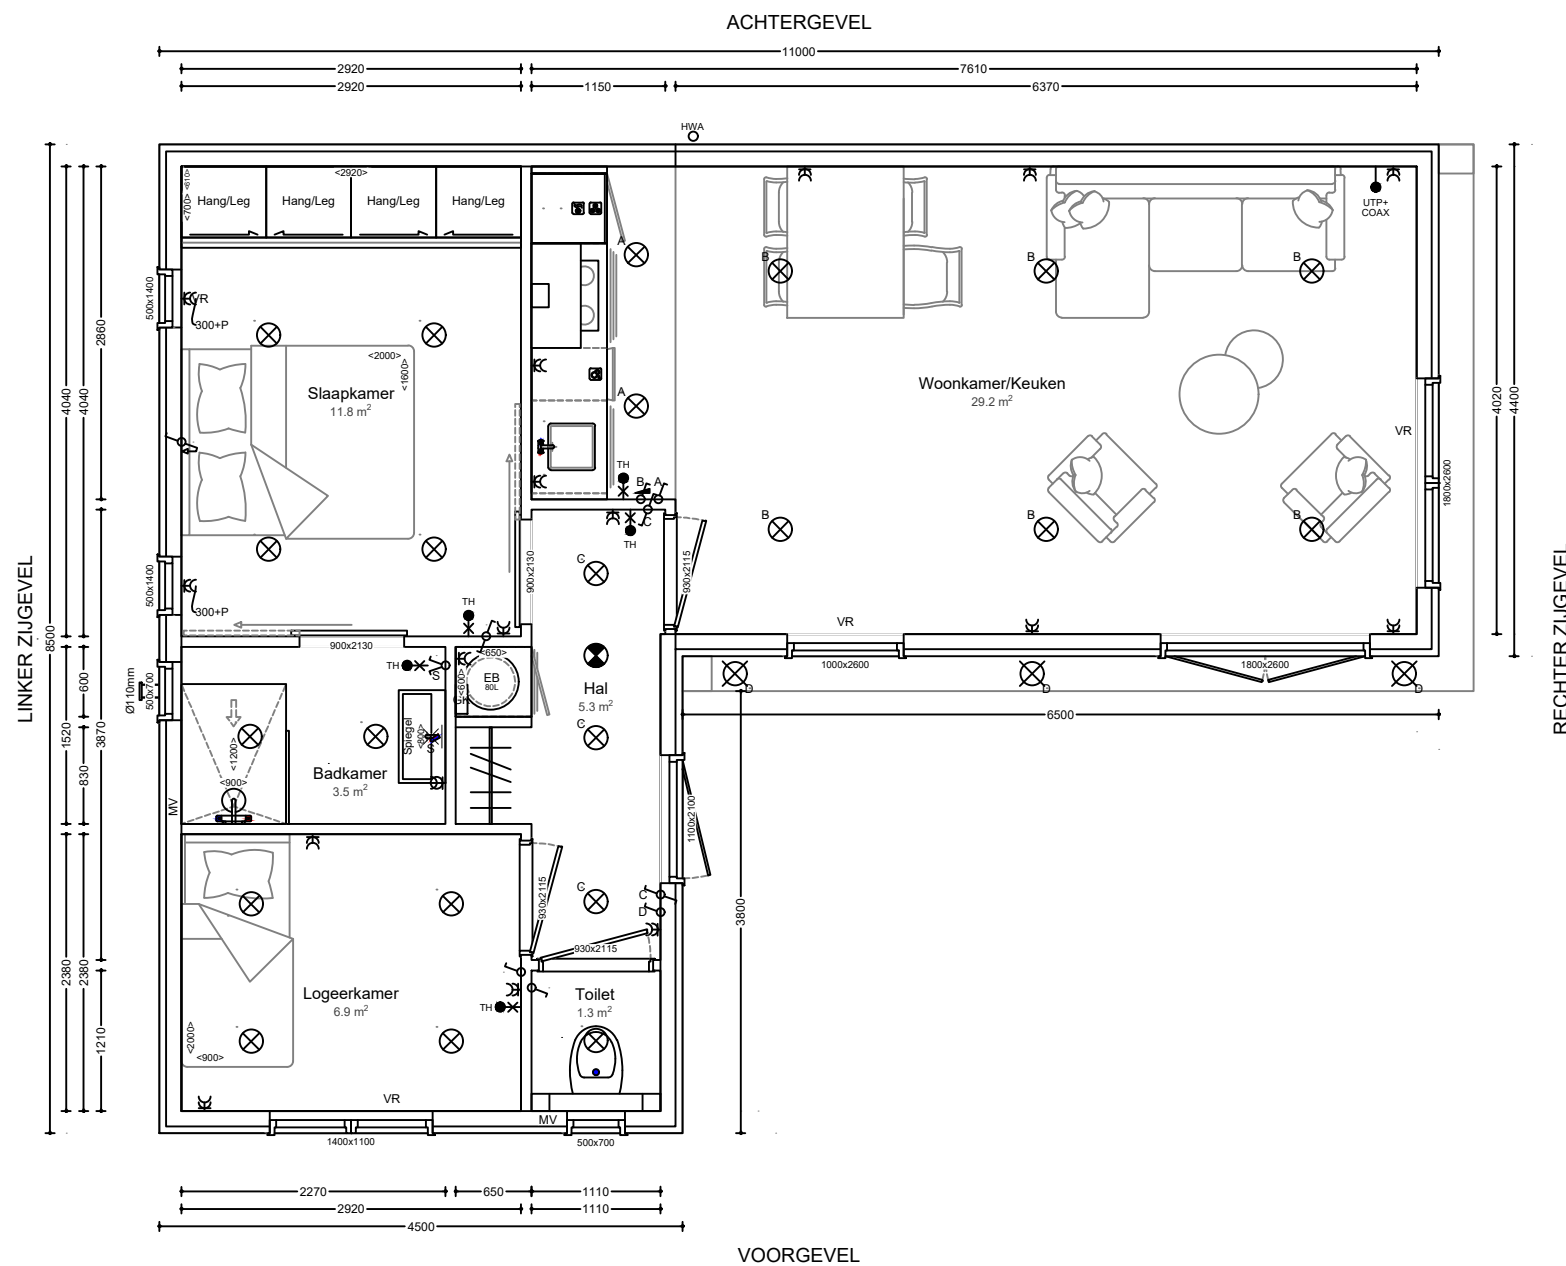 ACHTERGEVEL
11000
2920
7610
2920
1150
6370
HWA
<2920>
<700>
<610>
Hang/Leg
Hang/Leg
Hang/Leg
Hang/Leg
UTP+
COAX
A
B
B
B
500x1400
VR
300+P
2860
4040
4040
<2000>
<1600>
Slaapkamer
11.8 m²
A
Woonkamer/Keuken
29.2 m²
VR
4020
4400
1800x2600
TH
B
A
C
TH
B
B
B
C
900x2130
930x2115
500x1400
300+P
TH
LINKER ZIJGEVEL
8500
RECHTER ZIJGEVEL
VR
900x2130
<650>
1000x2600
1800x2600
TH
S
<600>
EB
80L
Hal
5.3 m²
D
D
D
6500
Ø110mm
500x700
600
1520
3870
830
C
Spiegel
<800>
S
<1200>
<900>
Badkamer
3.5 m²
MV
1100x2100
C
C
D
930x2115
930x2115
3800
2380
2380
1210
Logeerkamer
6.9 m²
TH
Toilet
1.3 m²
<2000>
<900>
VR
MV
1400x1100
500x700
2270
650
1110
2920
1110
4500
VOORGEVEL